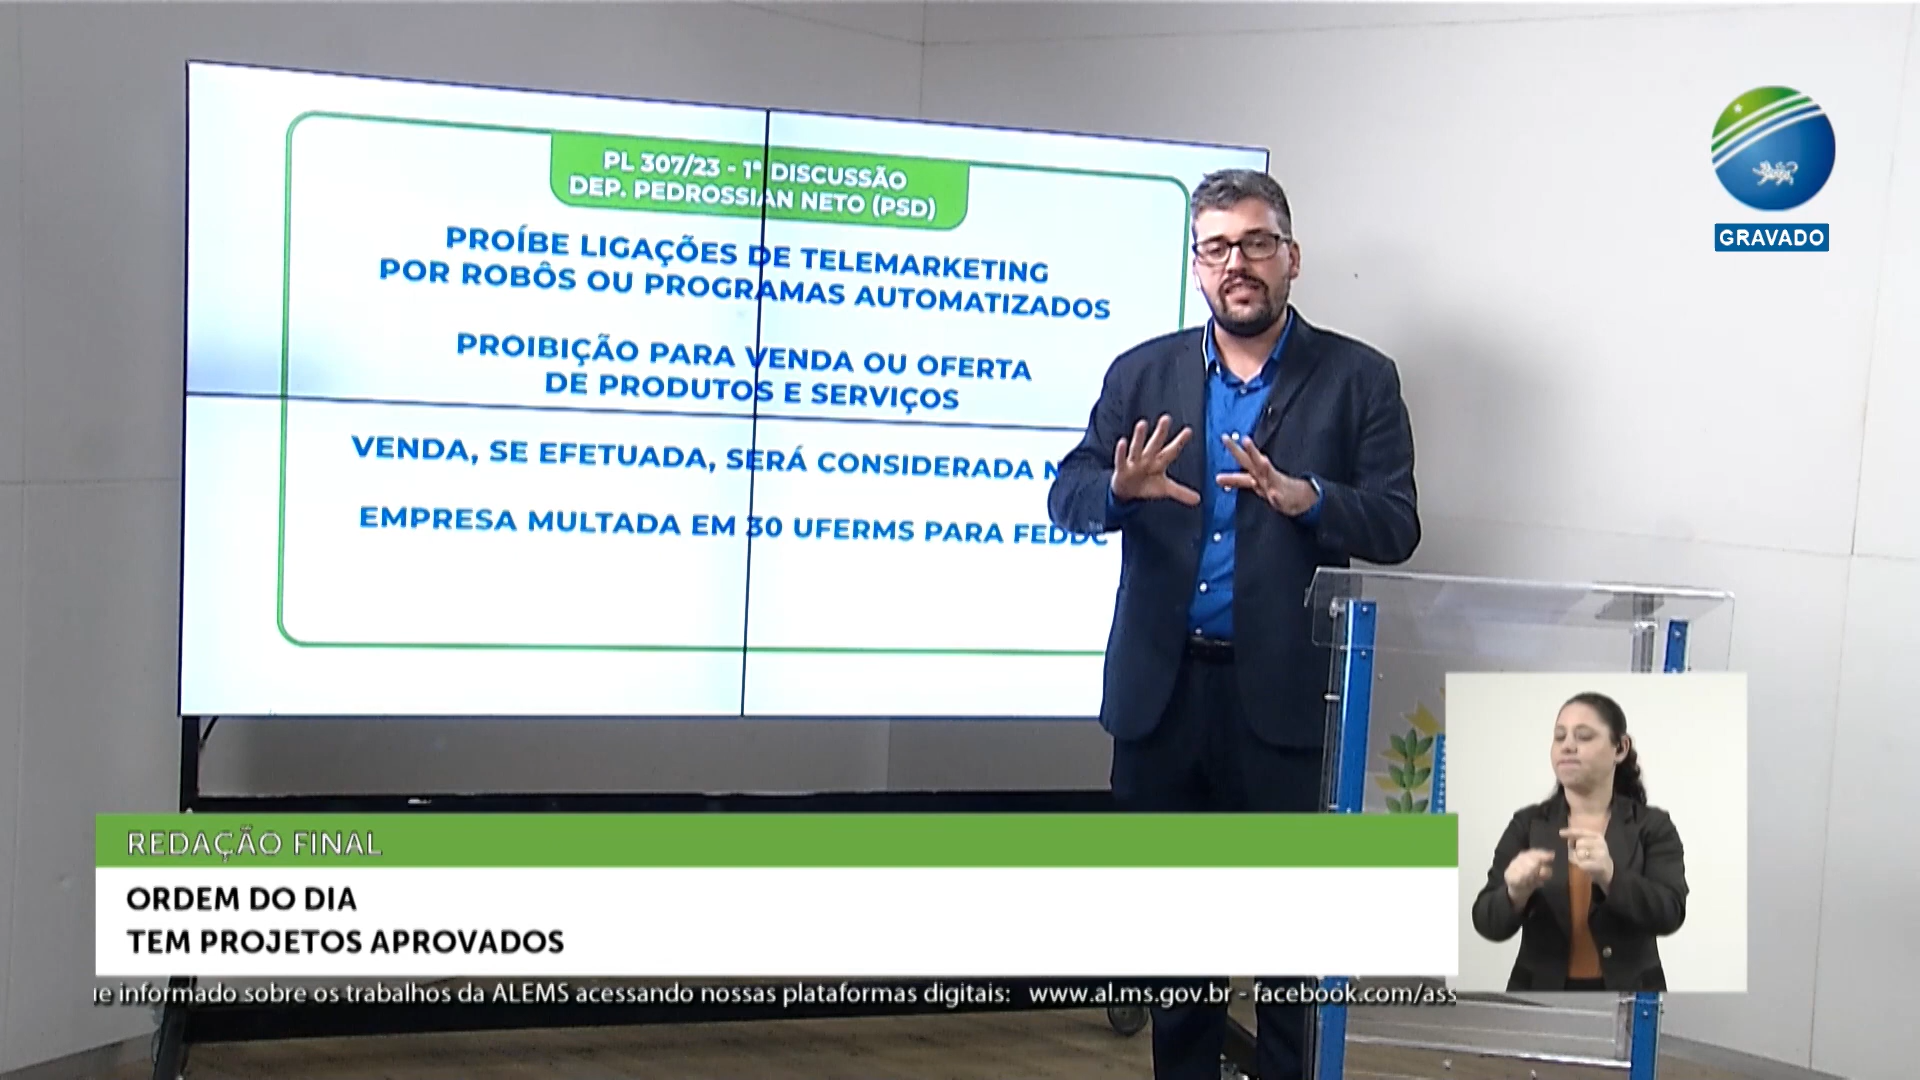 PL 307/23 - 1ª DISCUSSÃO
DEP. PEDROSSIAN NETO (PSD)
PROÍBE LIGAÇÕES DE TELEMARKETING
POR ROBÔS OU PROGRAMAS AUTOMATIZADOS
PROIBIÇÃO PARA VENDA OU OFERTA
DE PRODUTOS E SERVIÇOS
VENDA, SE EFETUADA, SERÁ CONSIDERADA
EMPRESA MULTADA EM 30 UFERMS PARA FEDDC
GRAVADO
REDAÇÃO FINAL
ORDEM DO DIA
TEM PROJETOS APROVADOS
informado sobre os trabalhos da ALEMS acessando nossas plataformas digitais: www.al.ms.gov.br - facebook.com/ass